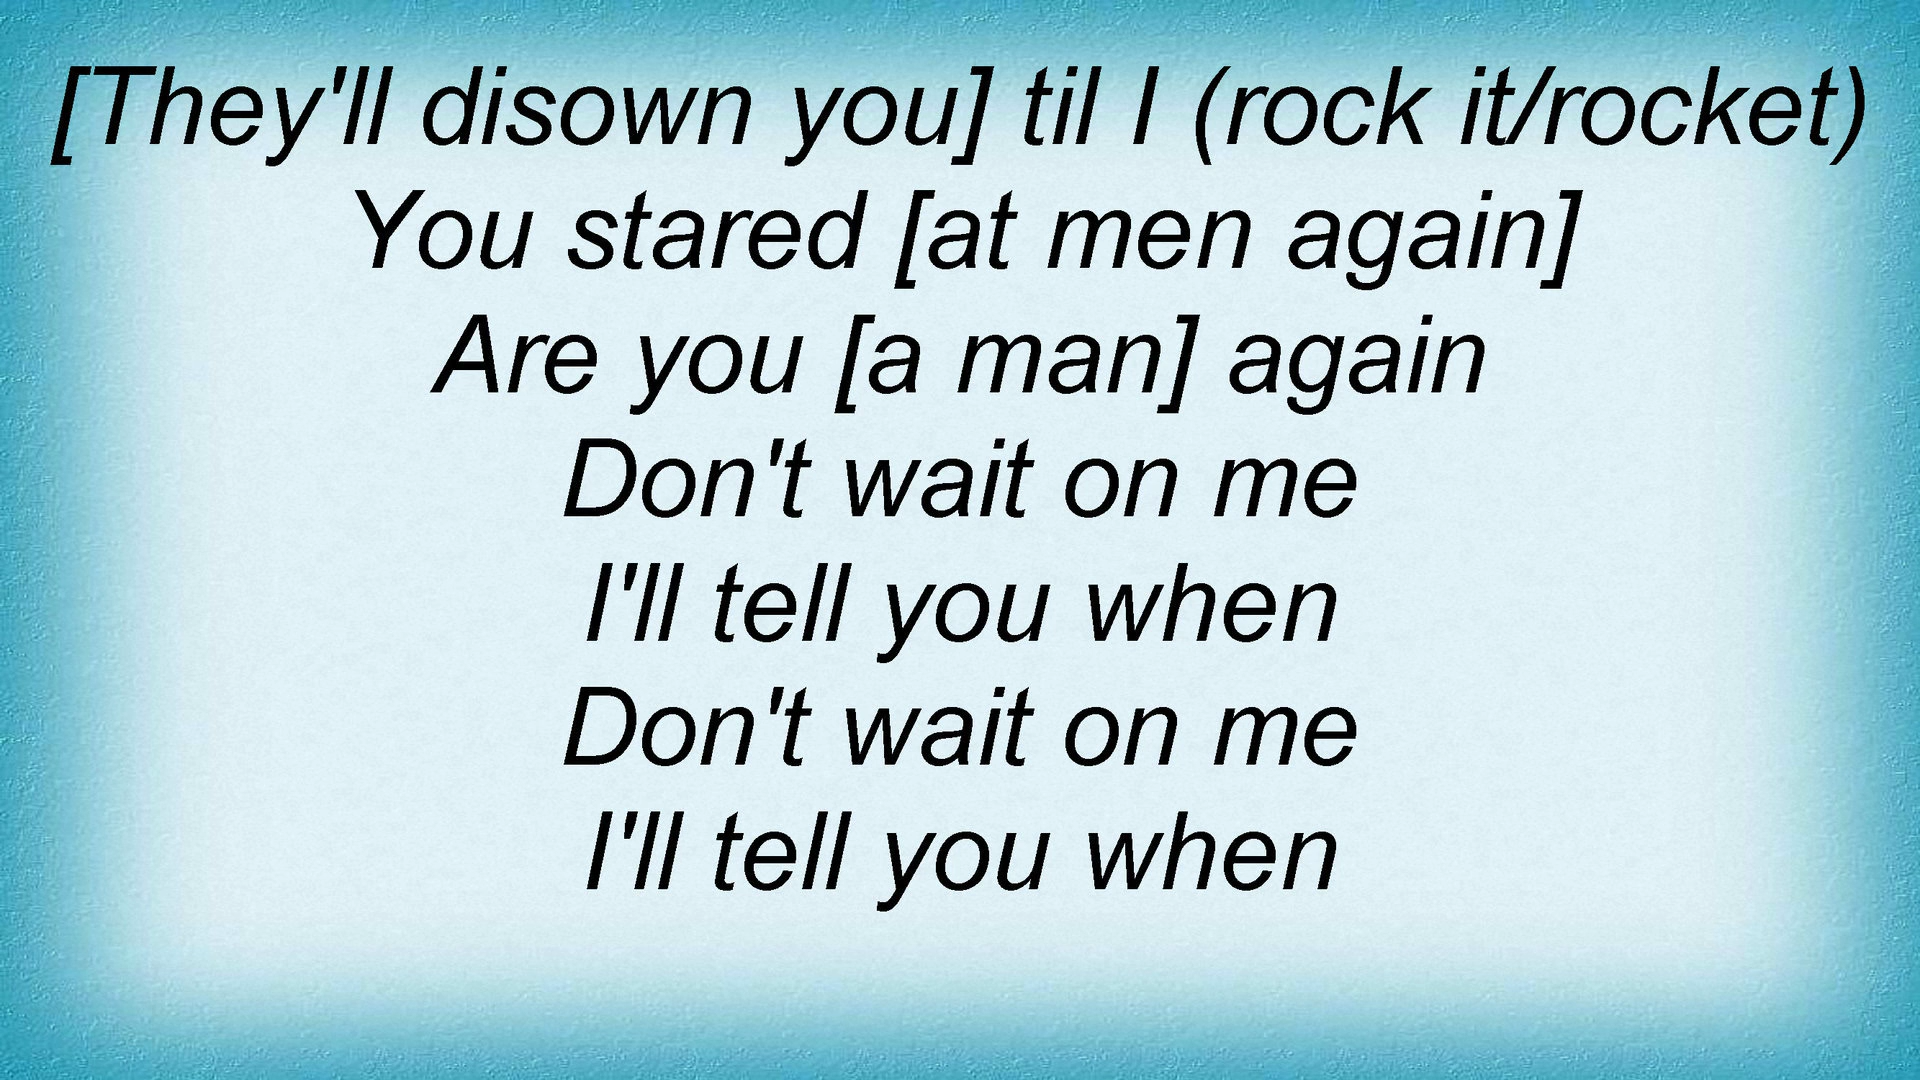 [They'll disown you] til I (rock it/rocket)
You stared [at men again]
Are you [a man] again
Don't wait on me
I'll tell you when
Don't wait on me
I'll tell you when